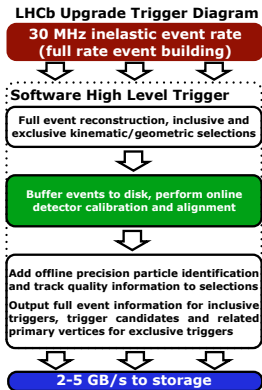 LHCb Upgrade Trigger Diagram
30 MHz inelastic event rate
(full rate event building)
Software High Level Trigger
Full event reconstruction, inclusive and
exclusive kinematic/geometric selections
Buffer events to disk, perform online
detector calibration and alignment
Add offline precision particle identification
and track quality information to selections
Output full event information for inclusive
triggers, trigger candidates and related
primary vertices for exclusive triggers
2-5 GB/s to storage